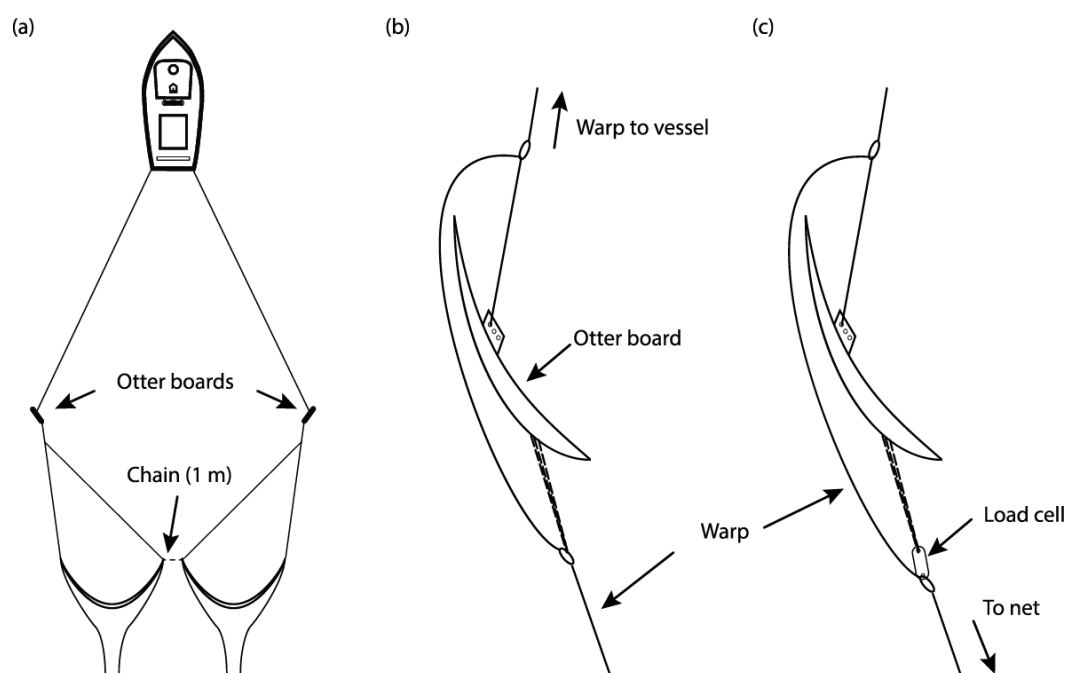 (a)
(b)
(c)
Warp to vessel
Otter board
Otter boards
Chain (1 m)
Load cell
Warp
To net